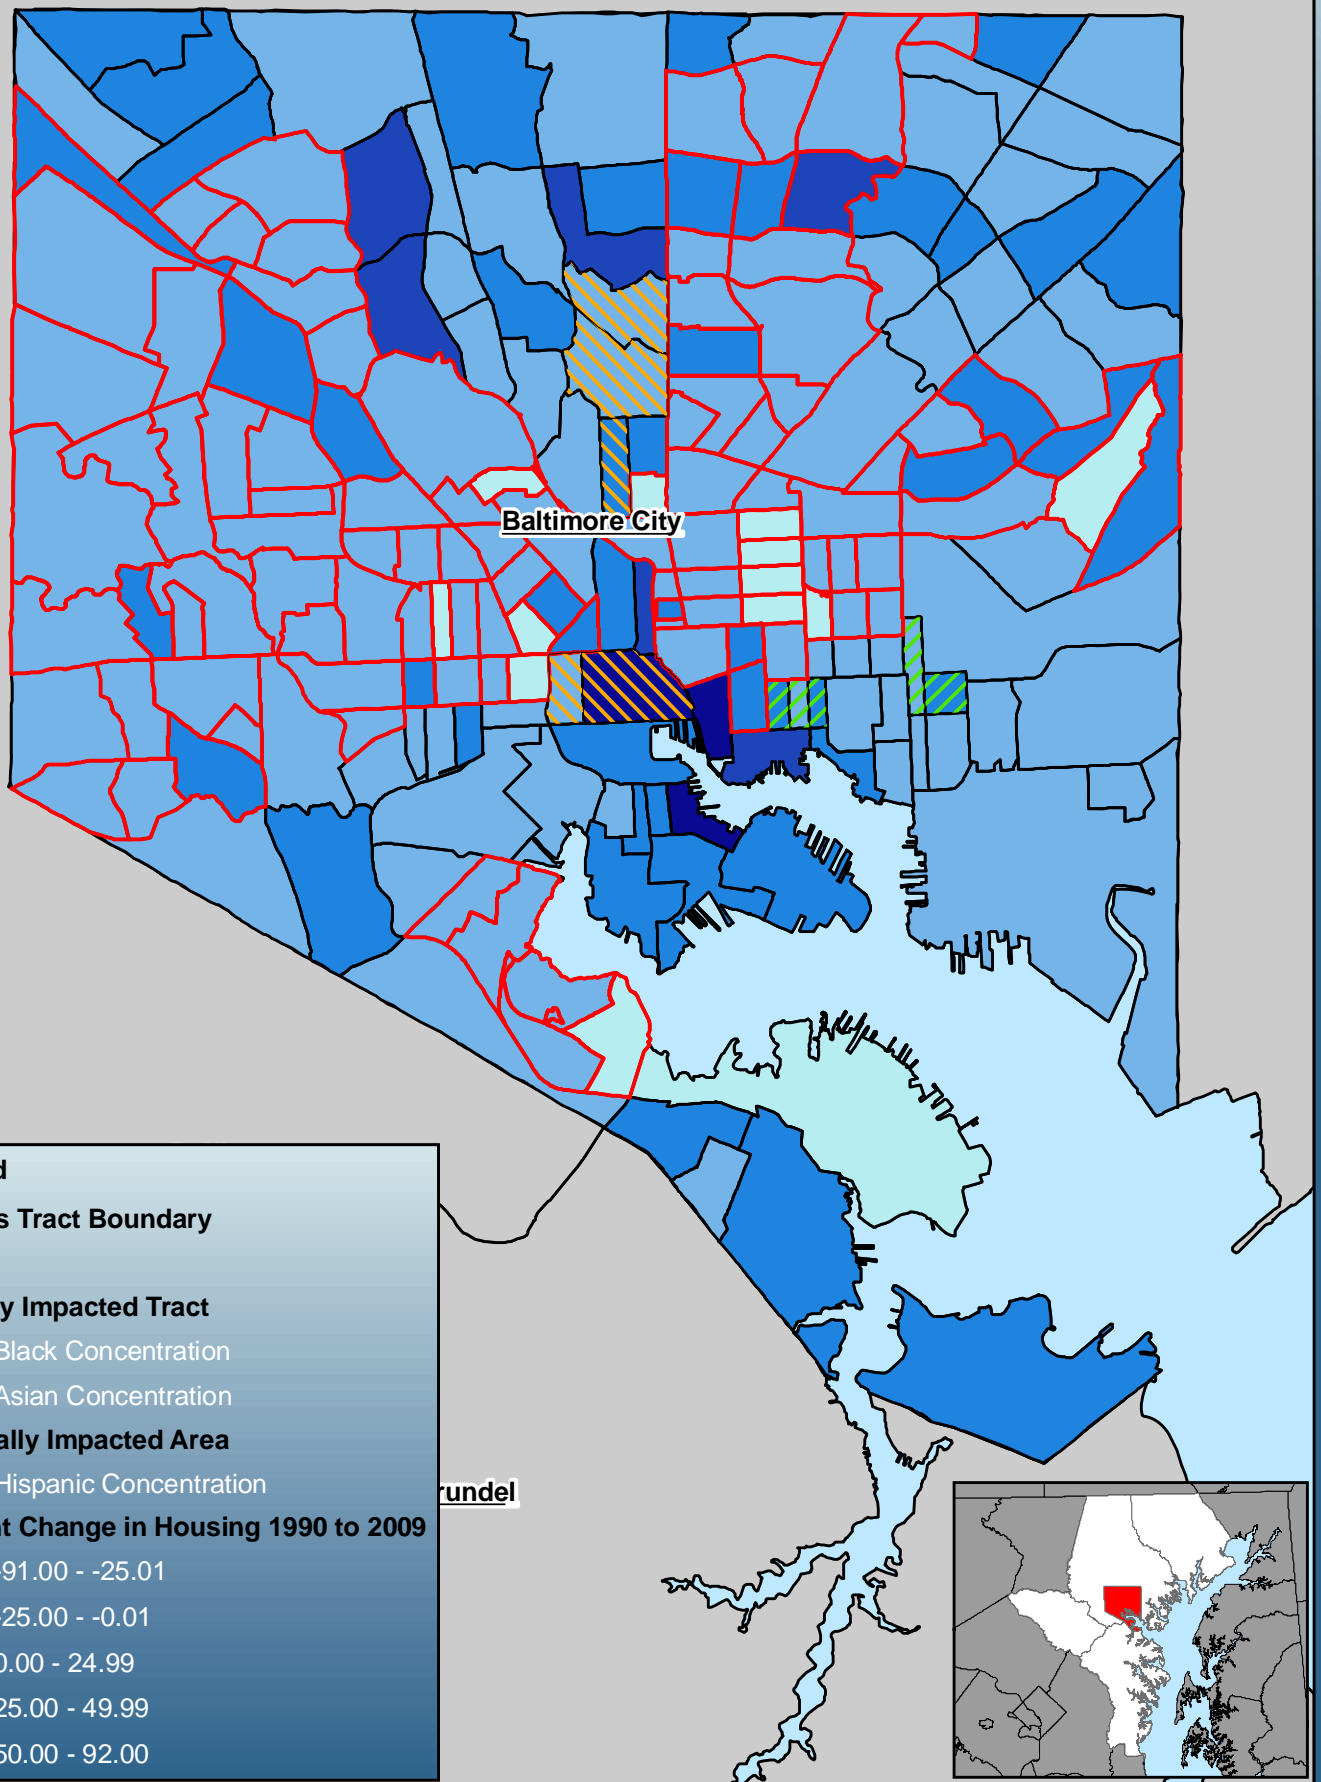 Baltimore City
d
s Tract Boundary
y Impacted Tract
Black Concentration
Asian Concentration
ally Impacted Area
Hispanic Concentration
rundel
t Change in Housing 1990 to 2009
-91.00 - -25.01
-25.00 - -0.01
0.00 - 24.99
25.00 - 49.99
50.00 - 92.00